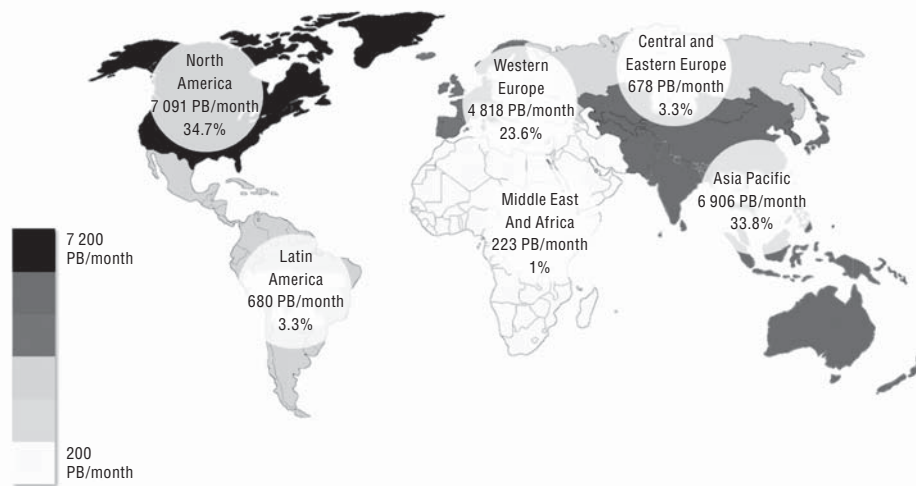 North
America
7 091 PB/month
34.7%
Western
Europe
4 818 PB/month
23.6%
Central and
Eastern Europe
678 PB/month
3.3%
Asia Pacific
6 906 PB/month
33.8%
Middle East
And Africa
223 PB/month
1%
Latin
America
680 PB/month
3.3%
7 200
PB/month
200
PB/month